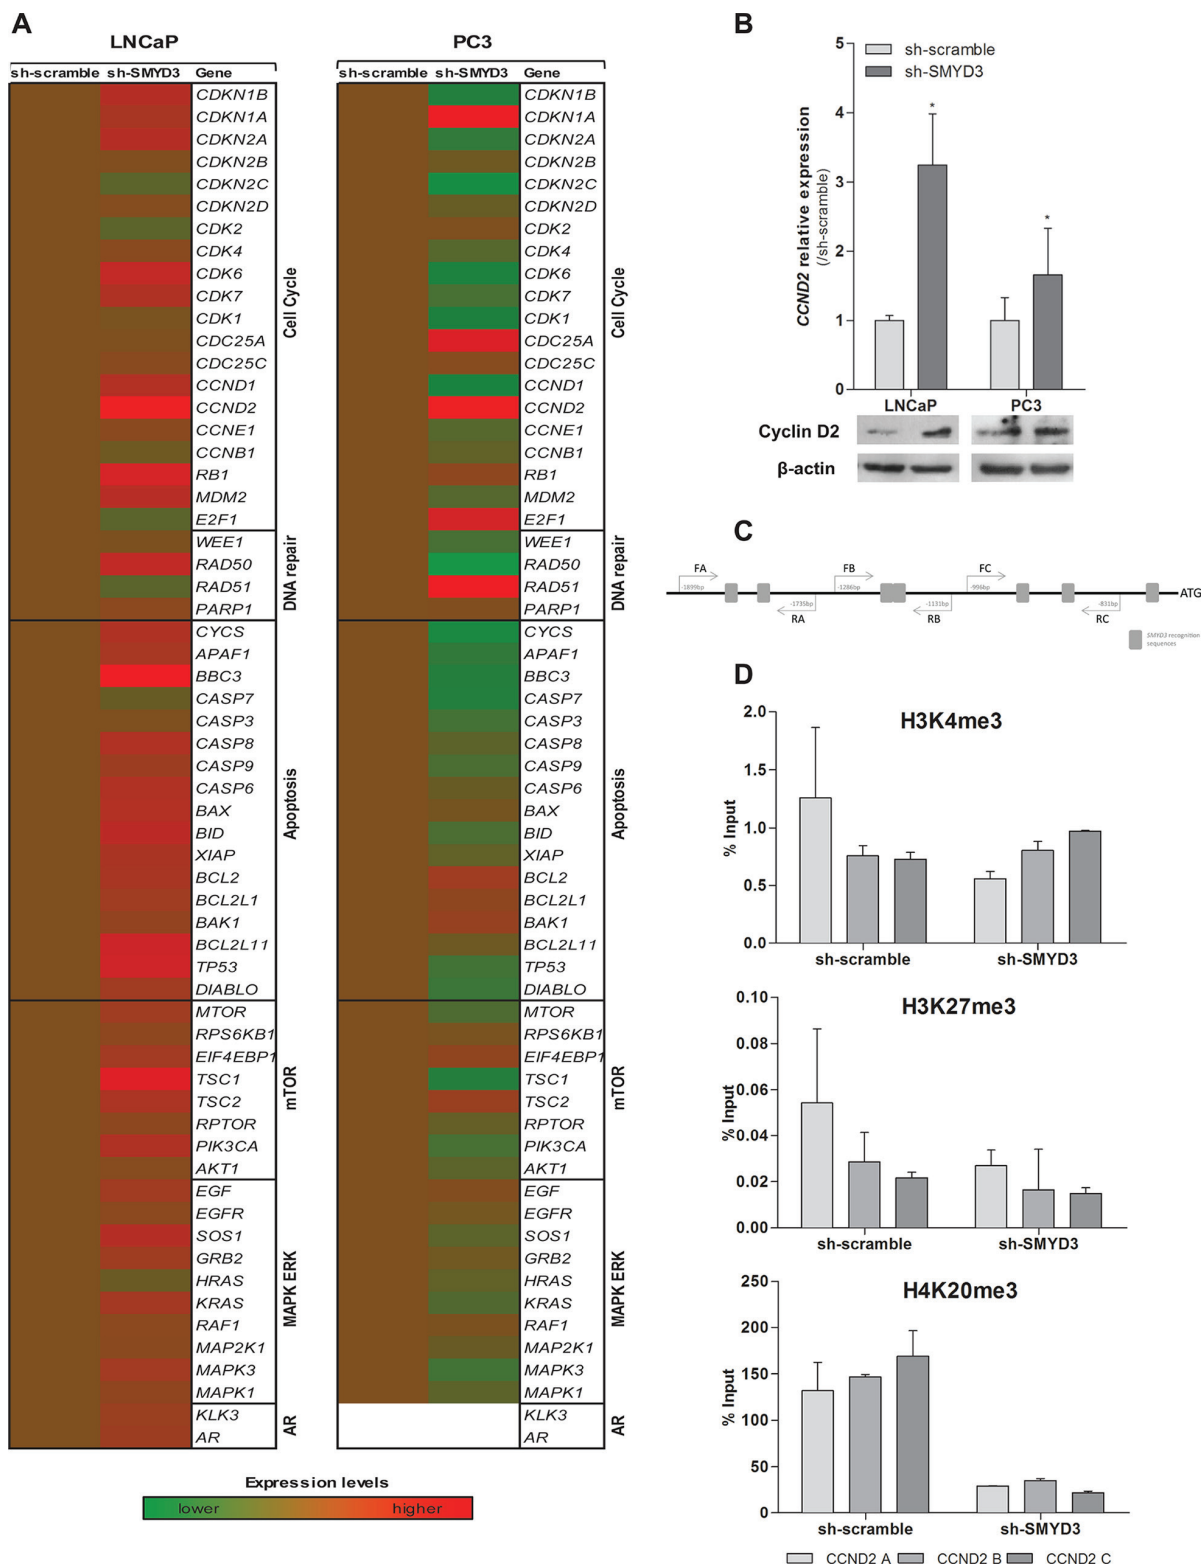 A
LNCaP
sh-scramble sh-SMYD3 Gene
CDKN1B
CDKN1A
CDKN2A
CDKN2B
CDKN2C
CDKN2D
CDK2
CDK4
CDK6
CDK7
CDK1
CDC25A
CDC25C
CCND1
CCND2
CCNE1
CCNB1
RB1
MDM2
E2F1
WEE1
RAD50
RAD51
PARP1
CYCS
APAF1
BBC3
CASP7
CASP3
CASP8
CASP9
CASP6
BAX
BID
XIAP
BCL2
BCL2L1
BAK1
BCL2L11
TP53
DIABLO
MTOR
RPS6KB1
EIF4EBP1
TSC1
TSC2
RPTOR
PIK3CA
AKT1
EGF
EGFR
SOS1
GRB2
HRAS
KRAS
RAF1
MAP2K1
MAPK3
MAPK1
KLK3
AR
Cell Cycle
DNA repair
Apoptosis
mTOR
MAPK ERK
AR
PC3
sh-scramble sh-SMYD3 Gene
CDKN1B
CDKN1A
CDKN2A
CDKN2B
CDKN2C
CDKN2D
CDK2
CDK4
CDK6
CDK7
CDK1
CDC25A
CDC25C
CCND1
CCND2
CCNE1
CCNB1
RB1
MDM2
E2F1
WEE1
RAD50
RAD51
PARP1
CYCS
APAF1
BBC3
CASP7
CASP3
CASP8
CASP9
CASP6
BAX
BID
XIAP
BCL2
BCL2L1
BAK1
BCL2L11
TP53
DIABLO
MTOR
RPS6KB1
EIF4EBP1
TSC1
TSC2
RPTOR
PIK3CA
AKT1
EGF
EGFR
SOS1
GRB2
HRAS
KRAS
RAF1
MAP2K1
MAPK3
MAPK1
KLK3
AR
Cell Cycle
DNA repair
Apoptosis
mTOR
MAPK ERK
AR
Expression levels
lower higher
B
sh-scramble
sh-SMYD3
CCND2 relative expression
(/sh-scramble)
5
4
3
2
1
0
*
*
LNCaP PC3
Cyclin D2
β-actin
C
FA FB FC
-1899bp -1286bp -996bp
ATG
-1735bp -1131bp -831bp
RA RB RC
SMYD3 recognition
sequences
D
H3K4me3
% Input
2.0
1.5
1.0
0.5
0.0
sh-scramble sh-SMYD3
H3K27me3
% Input
0.10
0.08
0.06
0.04
0.02
0.00
sh-scramble sh-SMYD3
H4K20me3
% Input
250
200
150
100
50
0
sh-scramble sh-SMYD3
CCND2 A CCND2 B CCND2 C